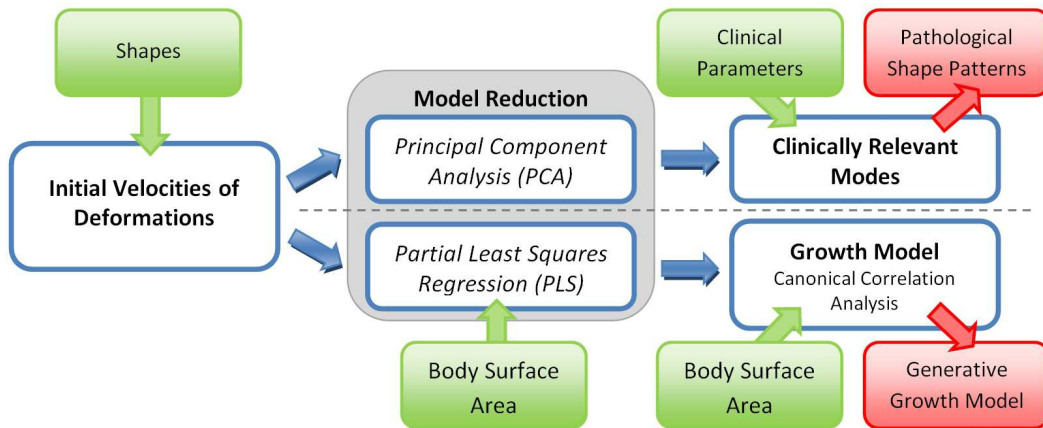 Shapes
Clinical
Parameters
Pathological
Shape Patterns
Model Reduction
Initial Velocities of
Deformations
Principal Component
Analysis (PCA)
Clinically Relevant
Modes
Partial Least Squares
Regression (PLS)
Growth Model
Canonical Correlation
Analysis
Body Surface
Area
Body Surface
Area
Generative
Growth Model